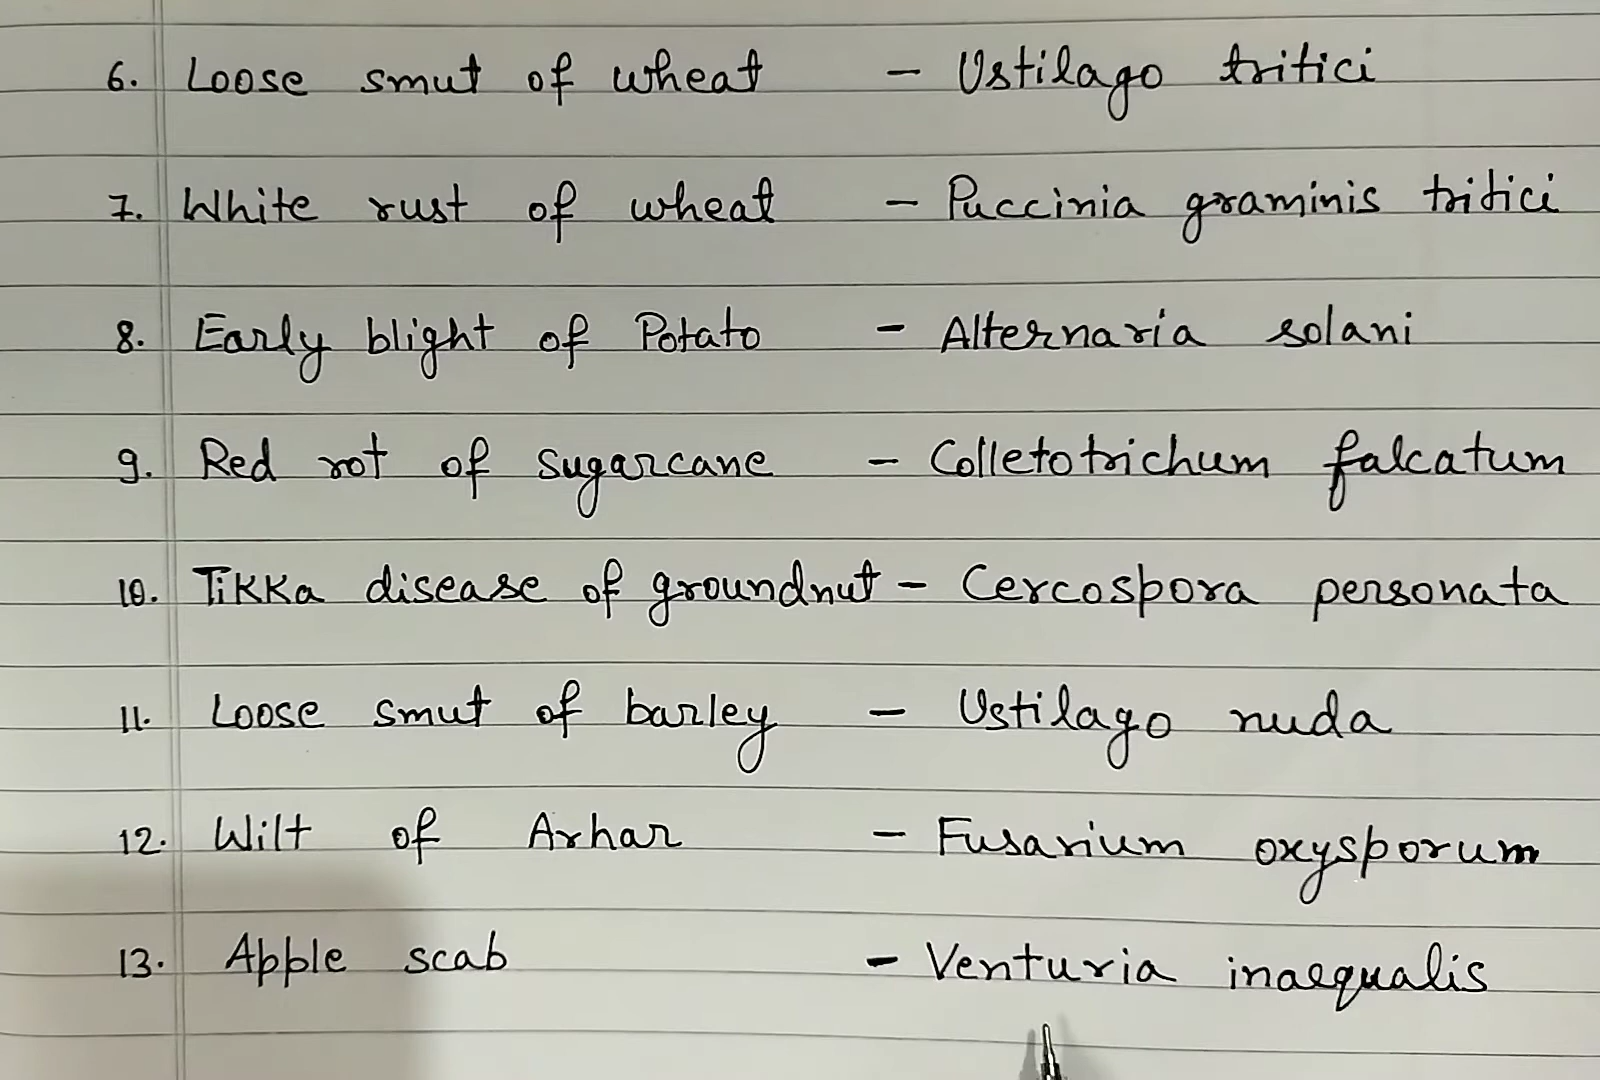 6. Loose smut of wheat - Ustilago tritici
7. White rust of wheat - Puccinia graminis tritici
8. Early blight of Potato - Alternaria solani
9. Red rot of sugarcane - Colletotrichum falcatum
10. Tikka disease of groundnut - Cercospora personata
11. Loose smut of barley - Ustilago nuda
12. Wilt of Arhar - Fusarium oxysporum
13. Apple scab - Venturia inaequalis